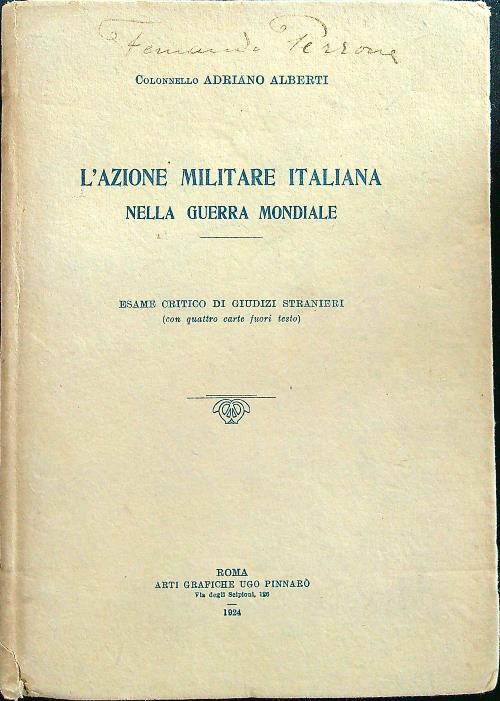 Fernando Perrone
Colonnello ADRIANO ALBERTI
L'AZIONE MILITARE ITALIANA
NELLA GUERRA MONDIALE
ESAME CRITICO DI GIUDIZI STRANIERI
(con quattro carte fuori testo)
ROMA
ARTI GRAFICHE UGO PINNARÒ
Via degli Scipioni, 126
1924